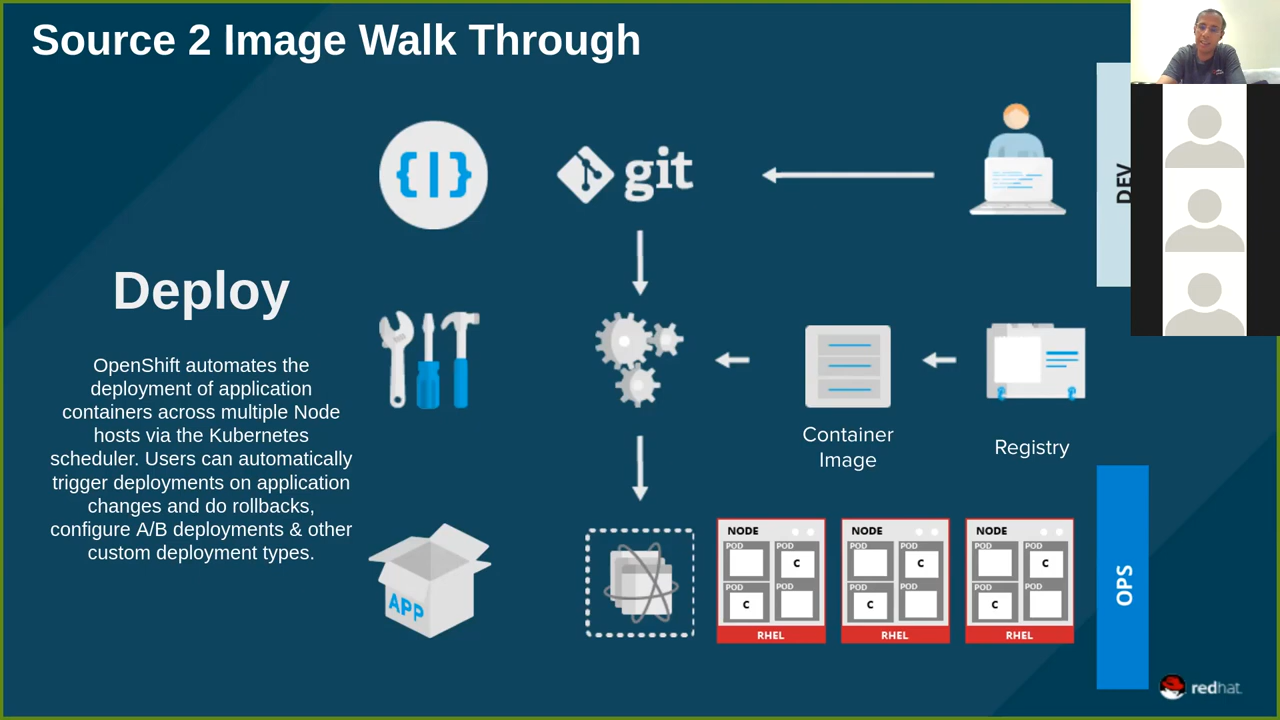 Source 2 Image Walk Through
{|}
git
DEV
Deploy
OpenShift automates the
deployment of application
containers across multiple Node
hosts via the Kubernetes
scheduler. Users can automatically
trigger deployments on application
changes and do rollbacks,
configure A/B deployments & other
custom deployment types.
Container
Image
Registry
APP
NODE
POD
POD
C
POD
POD
C
RHEL
NODE
POD
POD
C
POD
POD
C
RHEL
NODE
POD
POD
C
POD
POD
C
RHEL
OPS
redhat